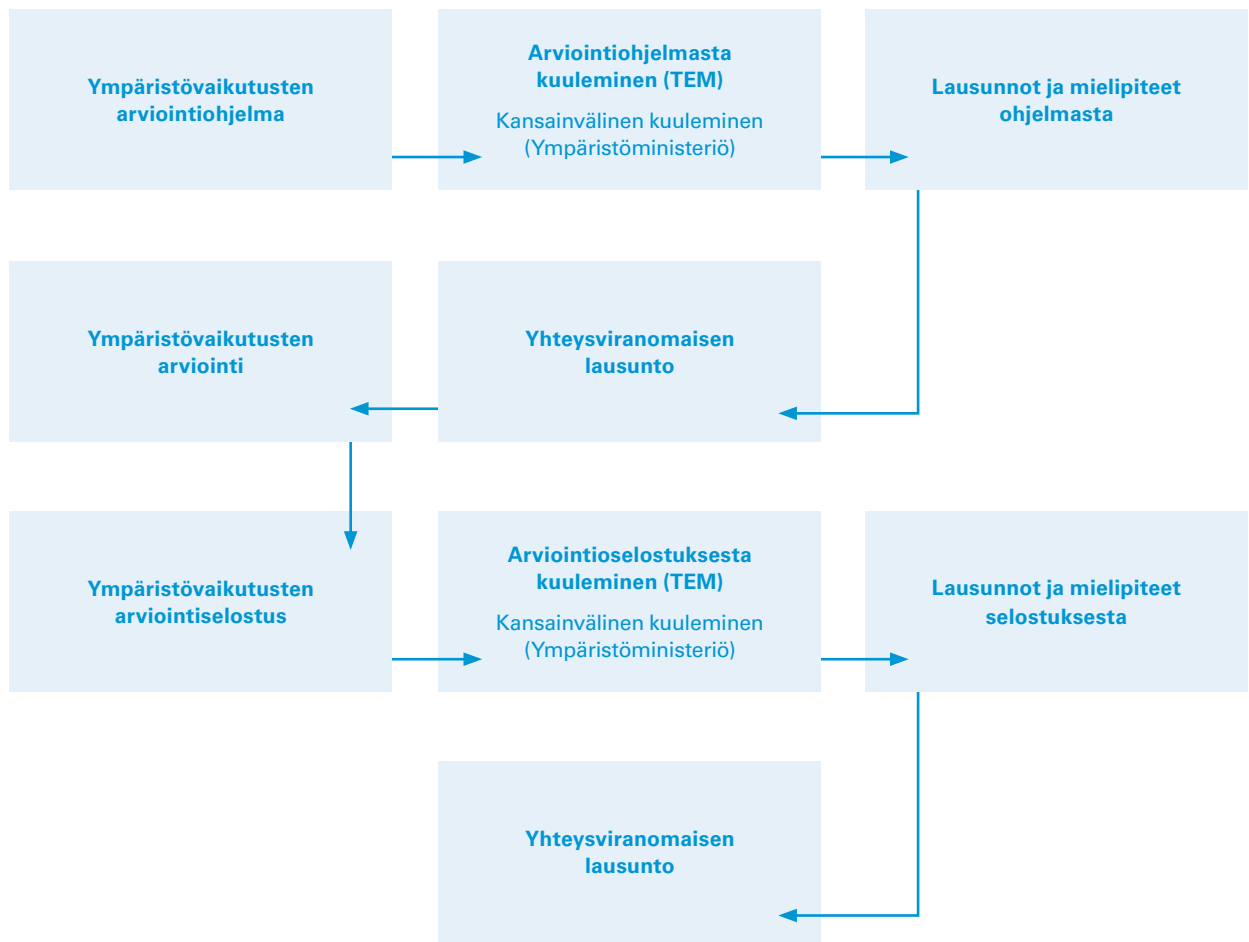 Ympäristövaikutusten
arviointiohjelma
Arviointiohjelmasta
kuuleminen (TEM)
Kansainvälinen kuuleminen
(Ympäristöministeriö)
Lausunnot ja mielipiteet
ohjelmasta
Ympäristövaikutusten
arviointi
Yhteysviranomaisen
lausunto
Ympäristövaikutusten
arviointiselostus
Arviointioselostuksesta
kuuleminen (TEM)
Kansainvälinen kuuleminen
(Ympäristöministeriö)
Lausunnot ja mielipiteet
selostuksesta
Yhteysviranomaisen
lausunto